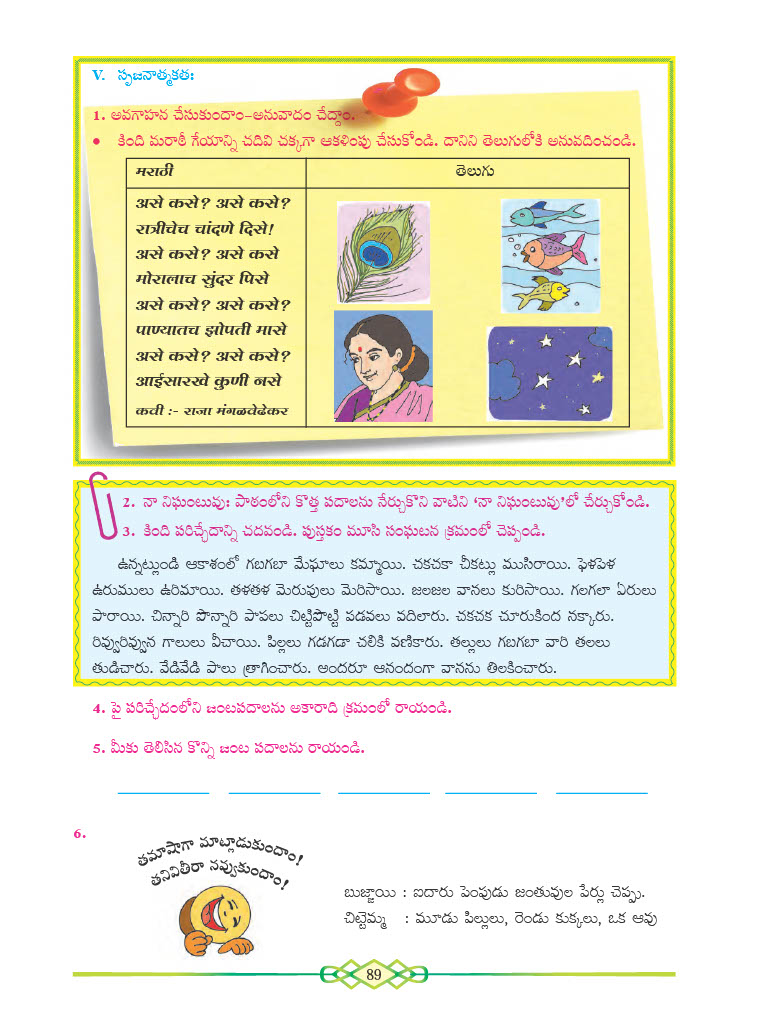 V. సృజనాత్మకత:
1. అవగాహన చేసుకుందాం-అనువాదం చేద్దాం.
• కింది మరాఠీ గేయాన్ని చదివి చక్కగా ఆకళింపు చేసుకోండి. దానిని తెలుగులోకి అనువదించండి.
मराठी
తెలుగు
असे कसे? असे कसे?
रात्रीचेच चांदणे दिसे!
असे कसे? असे कसे
मोरालाच सुंदर पिसे
असे कसे? असे कसे?
पाण्यातच झोपती मासे
असे कसे? असे कसे?
आईसारखे कुणी नसे
कवी :- राजा मंगळवेढेकर
2. నా నిఘంటువు: పాఠంలోని కొత్త పదాలను నేర్చుకొని వాటిని ‘నా నిఘంటువు’లో చేర్చుకోండి.
3. కింది పరిచ్ఛేదాన్ని చదవండి. పుస్తకం మూసి సంఘటన క్రమంలో చెప్పండి.
ఉన్నట్లుండి ఆకాశంలో గబగబా మేఘాలు కమ్మాయి. చకచకా చీకట్లు ముసిరాయి. ఫెళఫెళ
ఉరుములు ఉరిమాయి. తళతళ మెరుపులు మెరిసాయి. జలజల వానలు కురిసాయి. గలగలా ఏరులు
పారాయి. చిన్నారి పొన్నారి పాపలు చిట్టిపొట్టి పడవలు వదిలారు. చకచక చూరుకింద నక్కారు.
రివ్వురివ్వున గాలులు వీచాయి. పిల్లలు గడగడా చలికి వణికారు. తల్లులు గబగబా వారి తలలు
తుడిచారు. వేడివేడి పాలు త్రాగించారు. అందరూ ఆనందంగా వానను తిలకించారు.
4. పై పరిచ్ఛేదంలోని జంటపదాలను అకారాది క్రమంలో రాయండి.
5. మీకు తెలిసిన కొన్ని జంట పదాలను రాయండి.
6.
తమాషాగా మాట్లాడుకుందాం!
తనివితీరా నవ్వుకుందాం!
బుజ్జాయి : ఐదారు పెంపుడు జంతువుల పేర్లు చెప్పు.
చిట్టెమ్మ : మూడు పిల్లులు, రెండు కుక్కలు, ఒక ఆవు
89